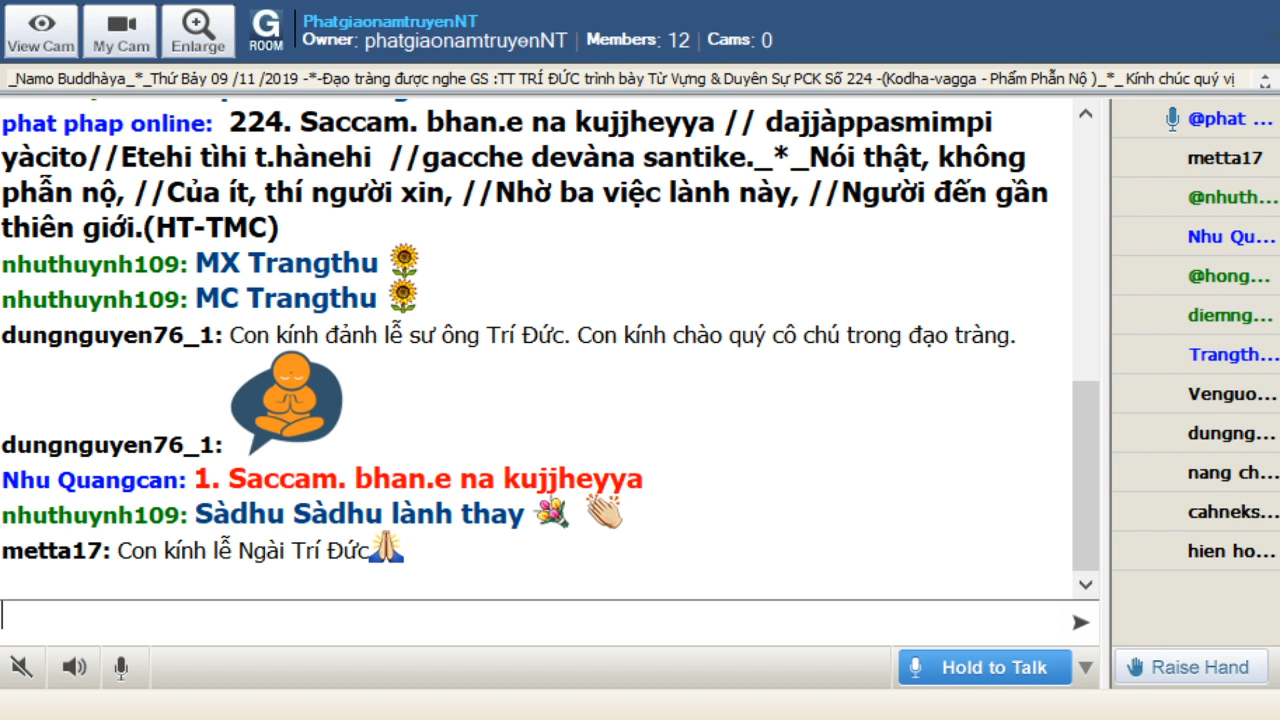 View Cam
My Cam
Enlarge
G
ROOM
PhatgiaonamtruyenNT
Owner: phatgiaonamtruyenNT | Members: 12 | Cams: 0
_Namo Buddhàya_*_Thứ Bảy 09 /11 /2019 -*-Đạo tràng được nghe GS :TT TRÍ ĐỨC trình bày Từ Vựng & Duyên Sự PCK Số 224 -(Kodha-vagga - Phẩm Phẫn Nộ )_*_ Kính chúc quý vị
phat phap online: 224. Saccam. bhan.e na kujjheyya // dajjàppasmimpi
yàcito//Etehi tìhi t.hànehi //gacche devàna santike._*_Nói thật, không
phẫn nộ, //Của ít, thí người xin, //Nhờ ba việc lành này, //Người đến gần
thiên giới.(HT-TMC)
nhuthuynh109: MX Trangthu
nhuthuynh109: MC Trangthu
dungnguyen76_1: Con kính đảnh lễ sư ông Trí Đức. Con kính chào quý cô chú trong đạo tràng.
dungnguyen76_1:
Nhu Quangcan: 1. Saccam. bhan.e na kujjheyya
nhuthuynh109: Sàdhu Sàdhu lành thay
metta17: Con kính lễ Ngài Trí Đức
@phat ...
metta17
@nhuth...
Nhu Qu...
@hong...
diemng...
Trangth...
Venguo...
dungng...
nang ch...
cahneks...
hien ho...
Hold to Talk
Raise Hand